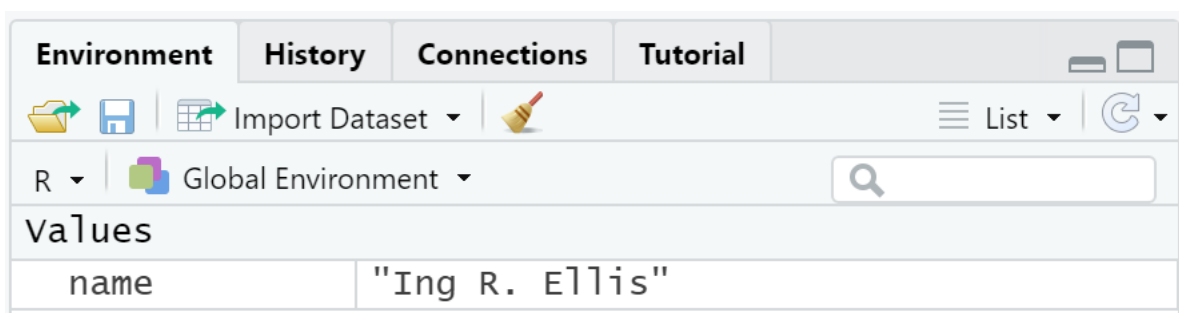 Environment History Connections Tutorial
Import Dataset List
R Global Environment
Values
name "Ing R. Ellis"